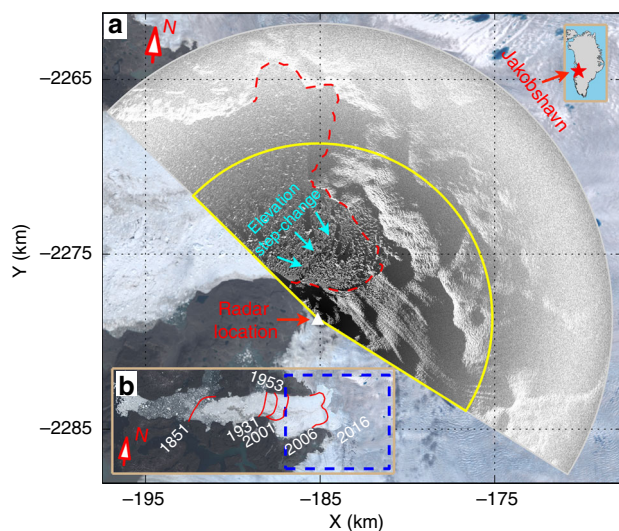 a
N
Jakobshavn
−2265
Elevation
step-change
−2275
Y (km)
Radar
location
b
1953
1851
1931
2001
2006
2016
N
−2285
−195
−185
−175
X (km)